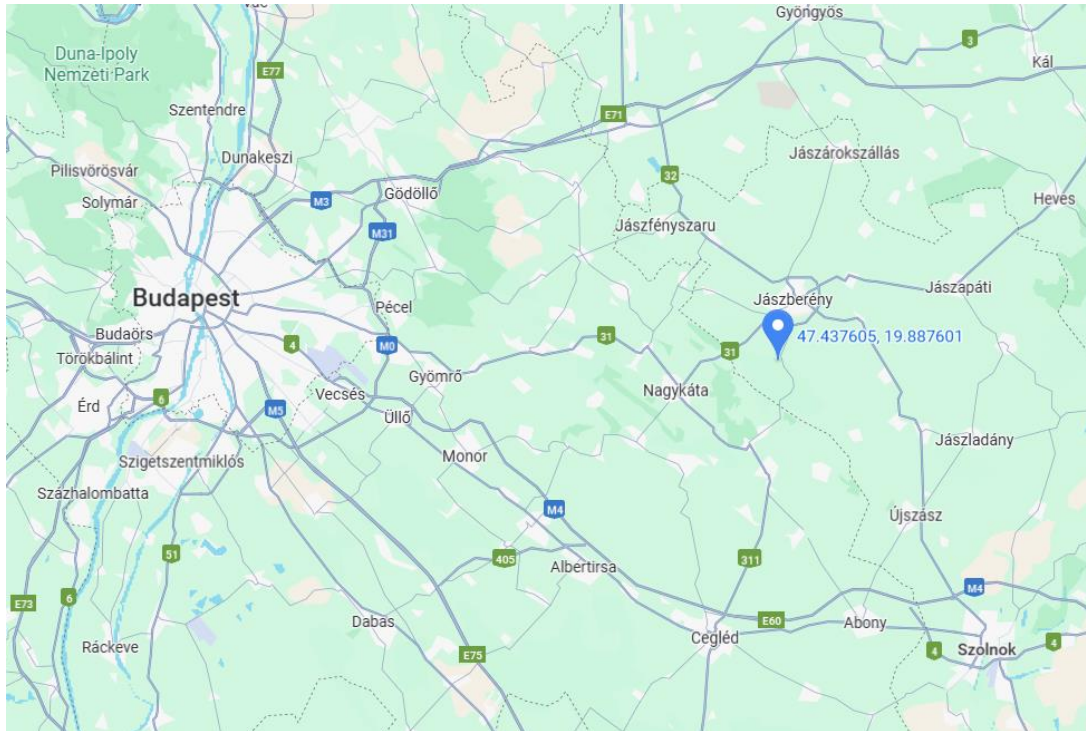 Vác
Gyöngyös
3
Kál
Duna-Ipoly
Nemzeti Park
E77
Szentendre
E71
Dunakeszi
Jászárokszállás
Pilisvörösvár
32
Solymár
M3
Gödöllő
Heves
M31
Jászfényszaru
Budapest
Pécel
Jászberény
Jászapáti
Budaörs
4
M0
31
31
47.437605, 19.887601
Törökbálint
Gyömrő
Érd
6
Vecsés
Nagykáta
M5
Üllő
Szigetszentmiklós
Monor
Jászladány
Százhalombatta
M4
Újszász
51
405
311
Albertirsa
M4
E73
6
E60
Dabas
Cegléd
Abony
Ráckeve
E75
4
Szolnok
4